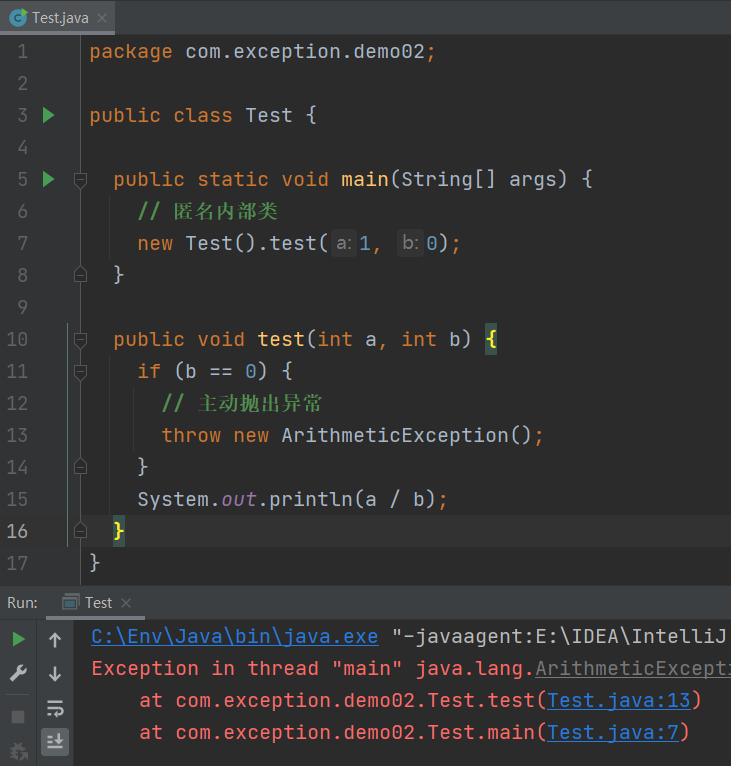 Test.java
1 package com.exception.demo02;
2
3 public class Test {
4
5 public static void main(String[] args) {
6 // 匿名内部类
7 new Test().test(a: 1, b: 0);
8 }
9
10 public void test(int a, int b) {
11 if (b == 0) {
12 // 主动抛出异常
13 throw new ArithmeticException();
14 }
15 System.out.println(a / b);
16 }
17 }
Run: Test
C:\Env\Java\bin\java.exe "-javaagent:E:\IDEA\IntelliJ
Exception in thread "main" java.lang.ArithmeticExcepti
at com.exception.demo02.Test.test(Test.java:13)
at com.exception.demo02.Test.main(Test.java:7)